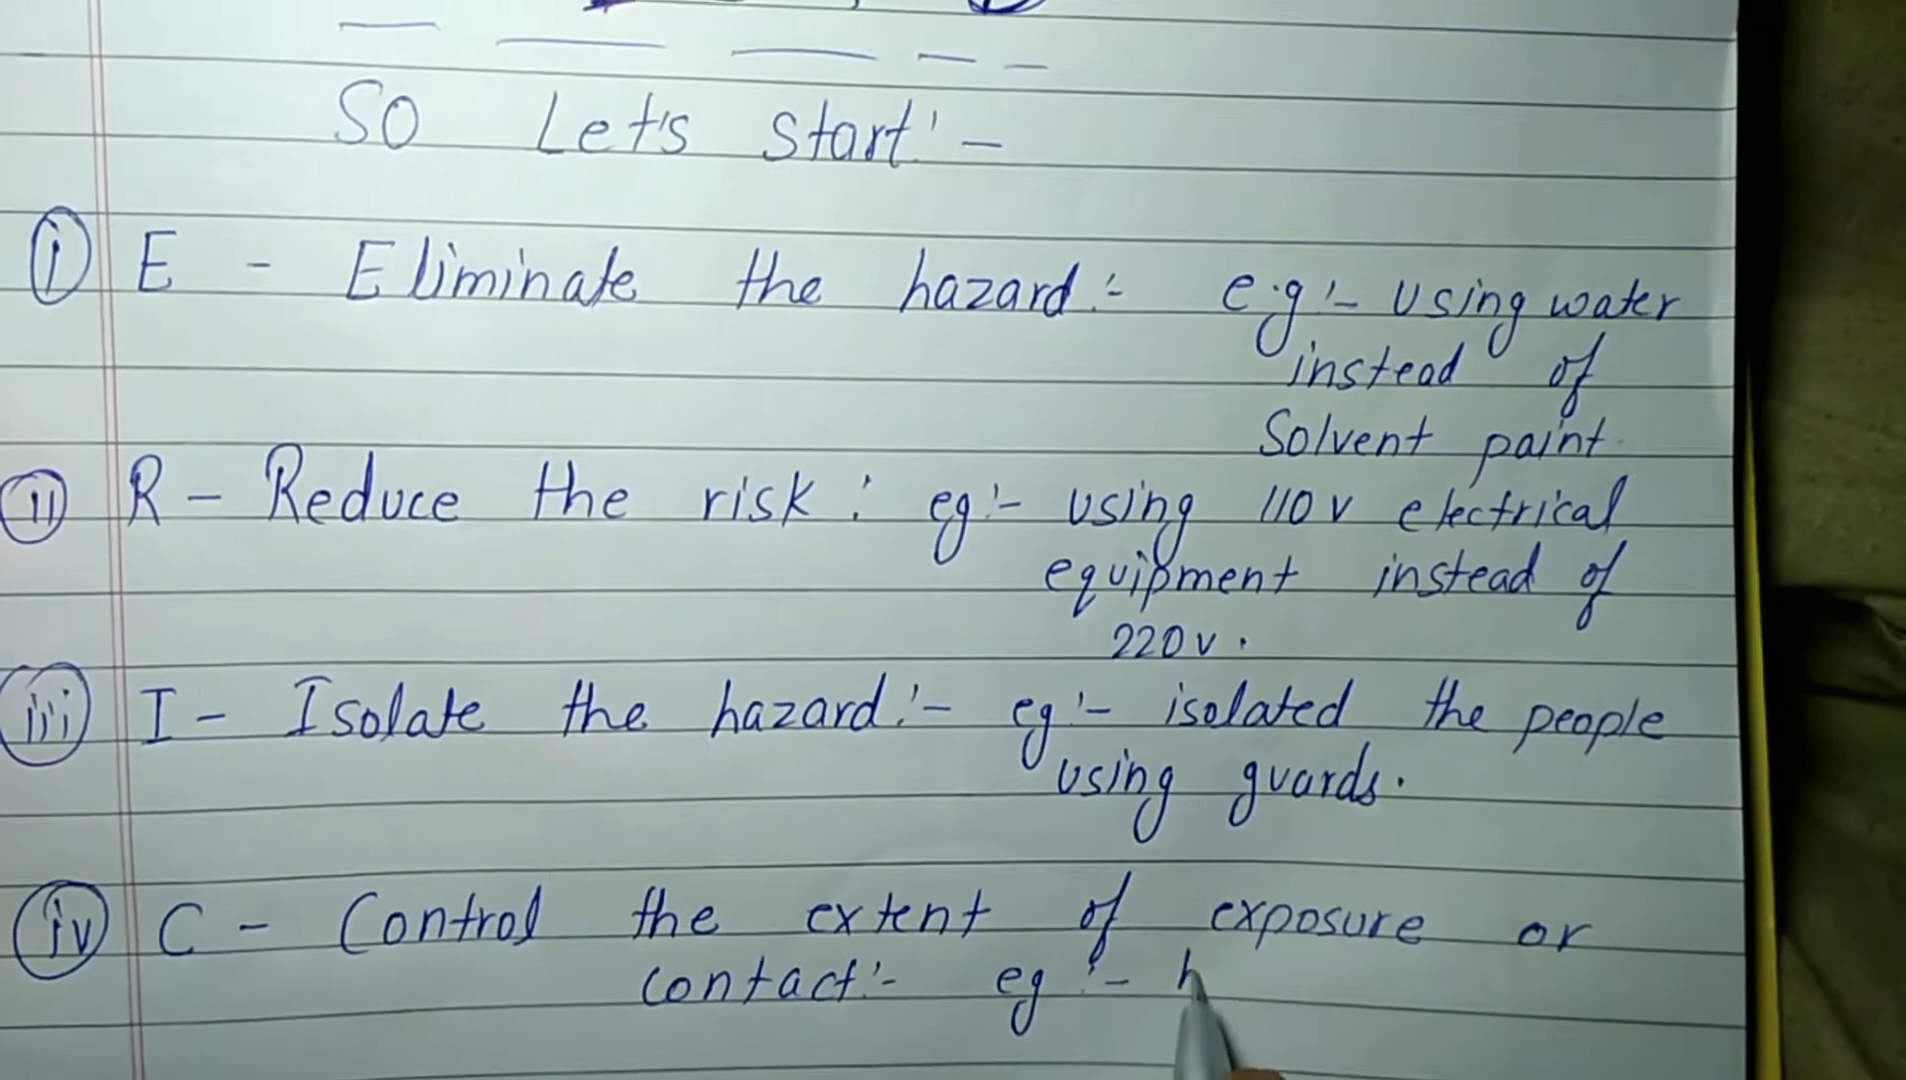 So Let's start :-
(i) E - Eliminate the hazard :- e.g :- Using water
instead of
Solvent paint.
(ii) R - Reduce the risk : eg :- using 110 v electrical
equipment instead of
220 v.
(iii) I - Isolate the hazard :- eg :- isolated the people
using guards.
(iv) C - Control the extent of exposure or
contact :- eg :- h